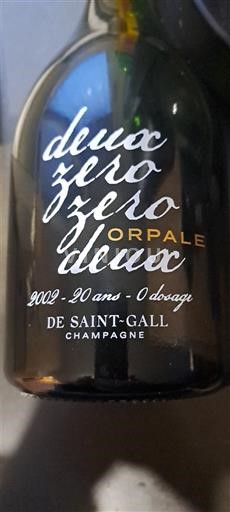 deux
zero
zero
ORPALE
deux
2002 - 20 ans - 0 dosage
DE SAINT~GALL
CHAMPAGNE